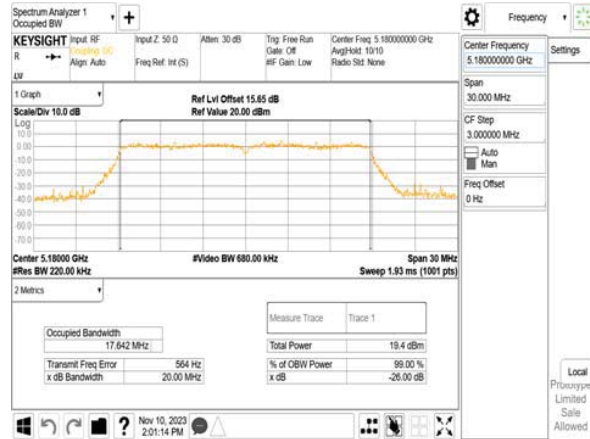 Spectrum Analyzer 1
Occupied BW
Frequency
KEYSIGHT
Input: RF
Coupling: DC
Align: Auto
Input Z: 50 Ω
Freq Ref: Int (S)
Atten: 30 dB
Trig: Free Run
Gate: Off
#IF Gain: Low
Center Freq: 5.180000000 GHz
Avg|Hold: 10/10
Radio Std: None
R
LXI
Center Frequency
5.180000000 GHz
Settings
Span
30.000 MHz
CF Step
3.000000 MHz
Auto
Man
Freq Offset
0 Hz
1 Graph
Scale/Div 10.0 dB
Ref Lvl Offset 15.65 dB
Ref Value 20.00 dBm
Log
10.0
0.00
-10.0
-20.0
-30.0
-40.0
-50.0
-60.0
-70.0
Center 5.18000 GHz
#Res BW 220.00 kHz
#Video BW 680.00 kHz
Span 30 MHz
Sweep 1.93 ms (1001 pts)
2 Metrics
Measure Trace Trace 1
Occupied Bandwidth
17.642 MHz
Total Power 19.4 dBm
Transmit Freq Error 564 Hz
% of OBW Power 99.00 %
x dB Bandwidth 20.00 MHz
x dB -26.00 dB
Local
Prototype
Limited
Sale
Allowed
?
Nov 10, 2023
2:01:14 PM